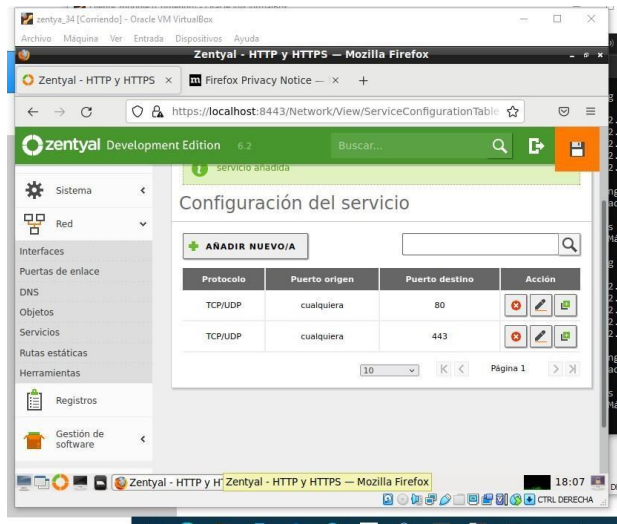 zentya_34 [Corriendo] - Oracle VM VirtualBox
Archivo Máquina Ver Entrada Dispositivos Ayuda
Zentyal - HTTP y HTTPS — Mozilla Firefox
Zentyal - HTTP y HTTPS × Firefox Privacy Notice — × +
https://localhost:8443/Network/View/ServiceConfigurationTable
zentyal Development Edition 6.2 Buscar...
servicio añadida
Sistema
Configuración del servicio
Red
AÑADIR NUEVO/A
Interfaces
Puertas de enlace
Protocolo Puerto origen Puerto destino Acción
DNS
Objetos
TCP/UDP cualquiera 80
Servicios
TCP/UDP cualquiera 443
Rutas estáticas
Herramientas
10 Página 1
Registros
Gestión de
software
Zentyal - HTTP y H Zentyal - HTTP y HTTPS — Mozilla Firefox 18:07
CTRL DERECHA